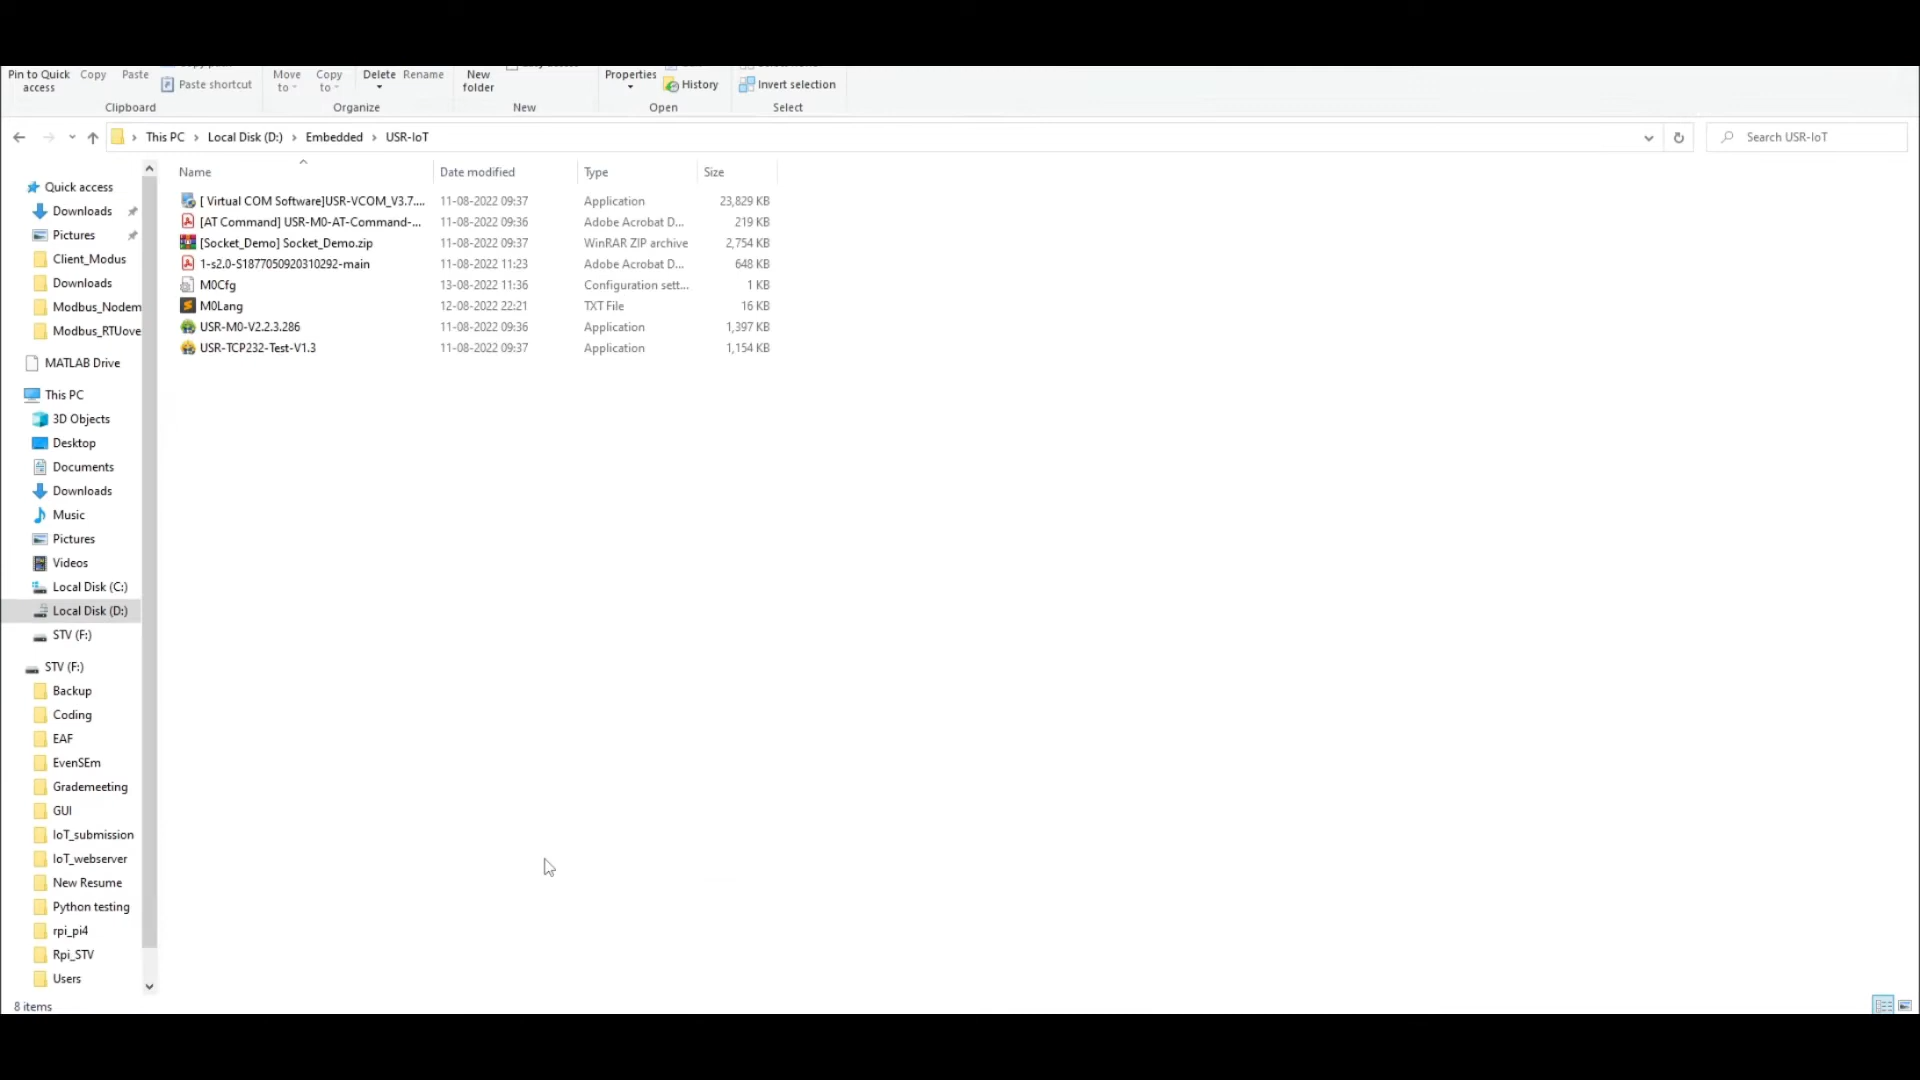 Pin to Quick access
Copy
Paste
Paste shortcut
Clipboard
Move to
Copy to
Delete
Rename
Organize
New folder
New
Properties
History
Open
Invert selection
Select
This PC > Local Disk (D:) > Embedded > USR-IoT
Search USR-IoT
Name Date modified Type Size
[ Virtual COM Software]USR-VCOM_V3.7.... 11-08-2022 09:37 Application 23,829 KB
[AT Command] USR-M0-AT-Command-... 11-08-2022 09:36 Adobe Acrobat D... 219 KB
[Socket_Demo] Socket_Demo.zip 11-08-2022 09:37 WinRAR ZIP archive 2,754 KB
1-s2.0-S1877050920310292-main 11-08-2022 11:23 Adobe Acrobat D... 648 KB
M0Cfg 13-08-2022 11:36 Configuration sett... 1 KB
M0Lang 12-08-2022 22:21 TXT File 16 KB
USR-M0-V2.2.3.286 11-08-2022 09:36 Application 1,397 KB
USR-TCP232-Test-V1.3 11-08-2022 09:37 Application 1,154 KB
Quick access
Downloads
Pictures
Client_Modus
Downloads
Modbus_Nodem
Modbus_RTUove
MATLAB Drive
This PC
3D Objects
Desktop
Documents
Downloads
Music
Pictures
Videos
Local Disk (C:)
Local Disk (D:)
STV (F:)
STV (F:)
Backup
Coding
EAF
EvenSEm
Grademeeting
GUI
IoT_submission
IoT_webserver
New Resume
Python testing
rpi_pi4
Rpi_STV
Users
8 items